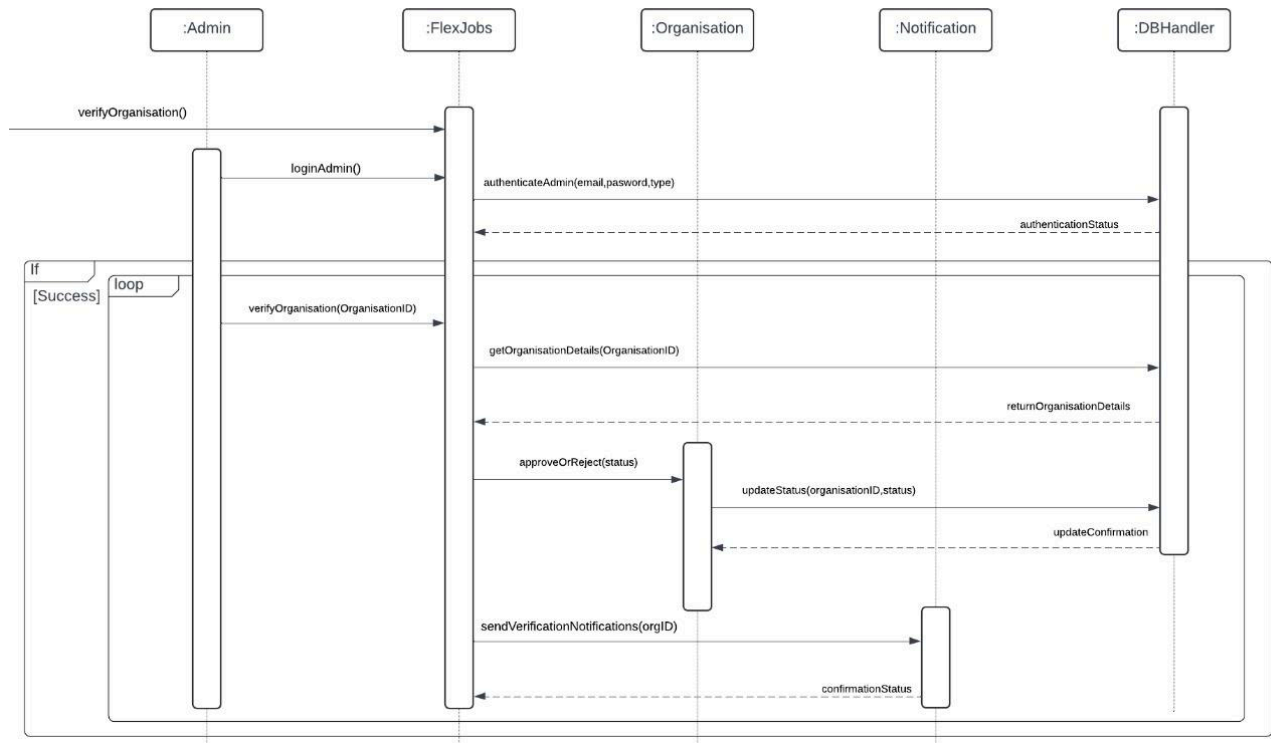 :Admin
:FlexJobs
:Organisation
:Notification
:DBHandler
verifyOrganisation()
loginAdmin()
authenticateAdmin(email,pasword,type)
authenticationStatus
If
[Success]
loop
verifyOrganisation(OrganisationID)
getOrganisationDetails(OrganisationID)
returnOrganisationDetails
approveOrReject(status)
updateStatus(organisationID,status)
updateConfirmation
sendVerificationNotifications(orgID)
confirmationStatus